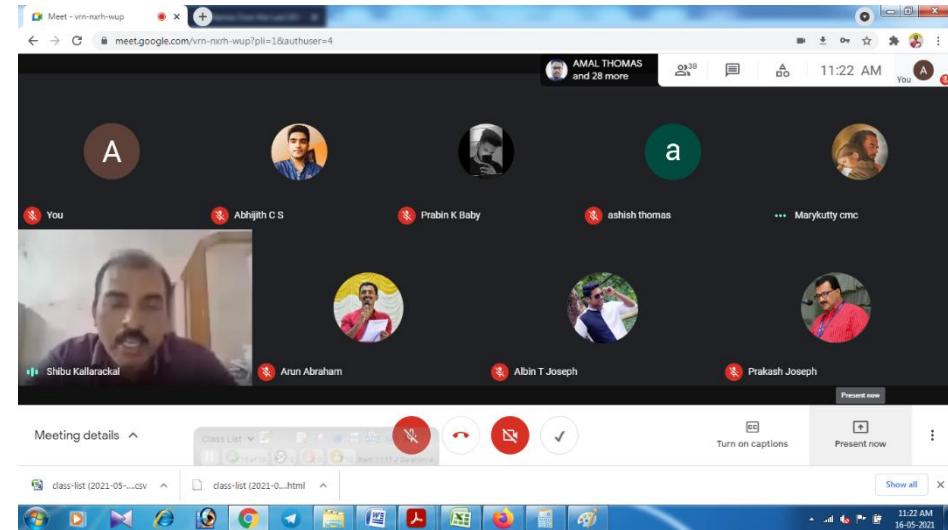 Meet - vrn-nxrh-wup
meet.google.com/vrn-nxrh-wup?pli=1&authuser=4
AMAL THOMAS
and 28 more
38
11:22 AM
You
A
A
a
You
Abhijith C S
Prabin K Baby
ashish thomas
Marykutty cmc
Shibu Kallarackal
Arun Abraham
Albin T Joseph
Prakash Joseph
Present now
Meeting details
Class List
CC
Turn on captions
Present now
class-list (2021-05-....csv
class-list (2021-0....html
Show all
11:22 AM
16-05-2021